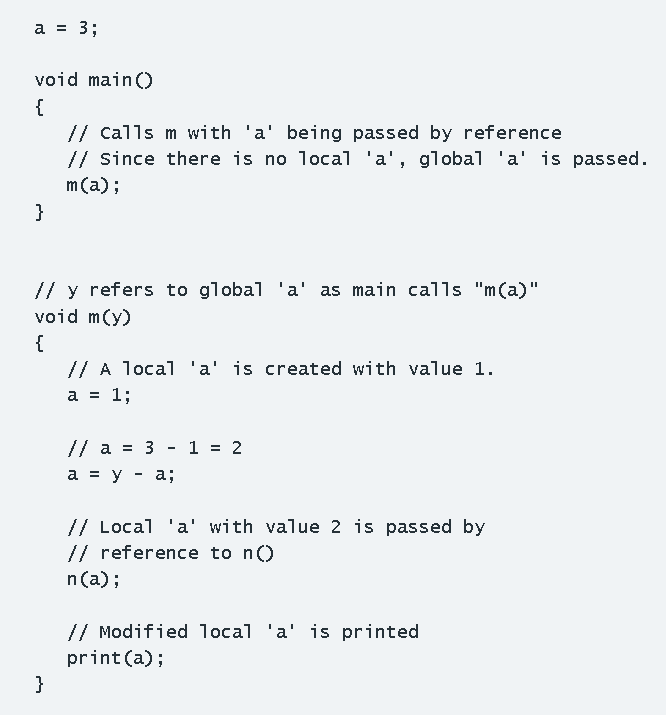 a = 3;
void main()
{
// Calls m with 'a' being passed by reference
// Since there is no local 'a', global 'a' is passed.
m(a);
}
// y refers to global 'a' as main calls "m(a)"
void m(y)
{
// A local 'a' is created with value 1.
a = 1;
// a = 3 - 1 = 2
a = y - a;
// Local 'a' with value 2 is passed by
// reference to n()
n(a);
// Modified local 'a' is printed
print(a);
}